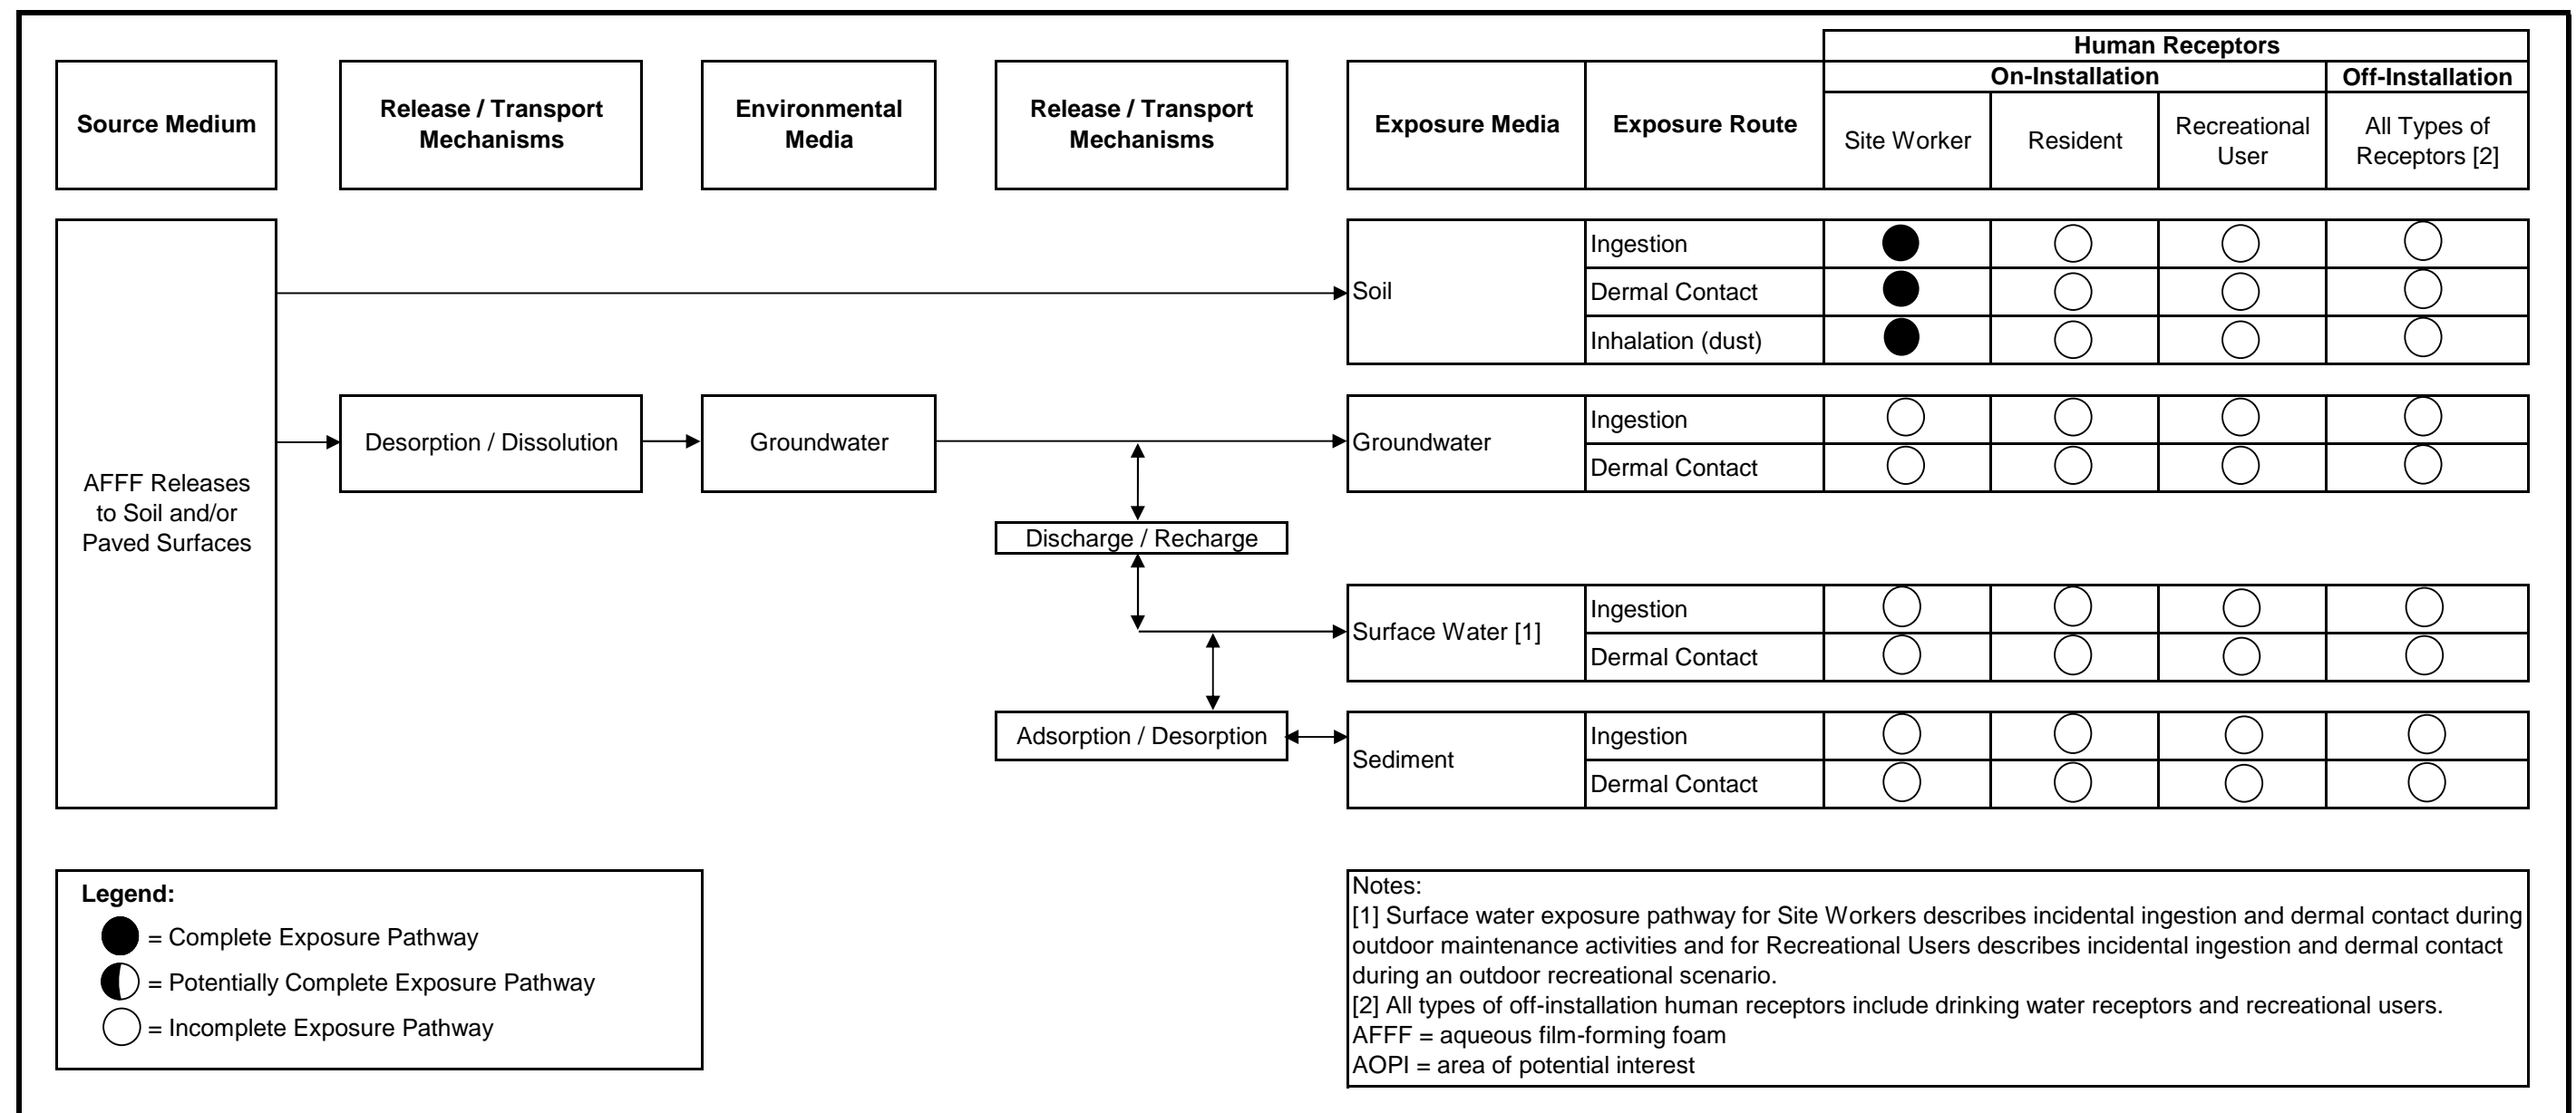 Human Receptors
On-Installation
Off-Installation
Source Medium
Release / Transport
Mechanisms
Environmental
Media
Release / Transport
Mechanisms
Exposure Media
Exposure Route
Site Worker
Resident
Recreational
User
All Types of
Receptors [2]
AFFF Releases
to Soil and/or
Paved Surfaces
Soil
Ingestion
Dermal Contact
Inhalation (dust)
Desorption / Dissolution
Groundwater
Groundwater
Ingestion
Dermal Contact
Discharge / Recharge
Surface Water [1]
Ingestion
Dermal Contact
Adsorption / Desorption
Sediment
Ingestion
Dermal Contact
Legend:
= Complete Exposure Pathway
= Potentially Complete Exposure Pathway
= Incomplete Exposure Pathway
Notes:
[1] Surface water exposure pathway for Site Workers describes incidental ingestion and dermal contact during
outdoor maintenance activities and for Recreational Users describes incidental ingestion and dermal contact
during an outdoor recreational scenario.
[2] All types of off-installation human receptors include drinking water receptors and recreational users.
AFFF = aqueous film-forming foam
AOPI = area of potential interest